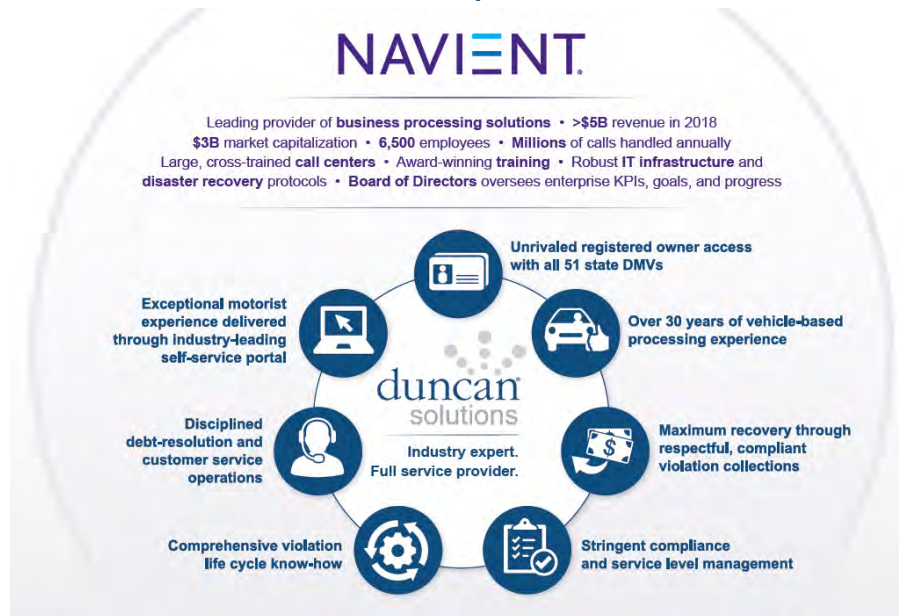 NAVIENT.
Leading provider of business processing solutions • >$5B revenue in 2018
$3B market capitalization • 6,500 employees • Millions of calls handled annually
Large, cross-trained call centers • Award-winning training • Robust IT infrastructure and
disaster recovery protocols • Board of Directors oversees enterprise KPIs, goals, and progress
Unrivaled registered owner access
with all 51 state DMVs
Exceptional motorist
experience delivered
through industry-leading
self-service portal
Over 30 years of vehicle-based
processing experience
duncan
solutions
Industry expert.
Full service provider.
Disciplined
debt-resolution and
customer service
operations
Maximum recovery through
respectful, compliant
violation collections
$
Comprehensive violation
life cycle know-how
Stringent compliance
and service level management